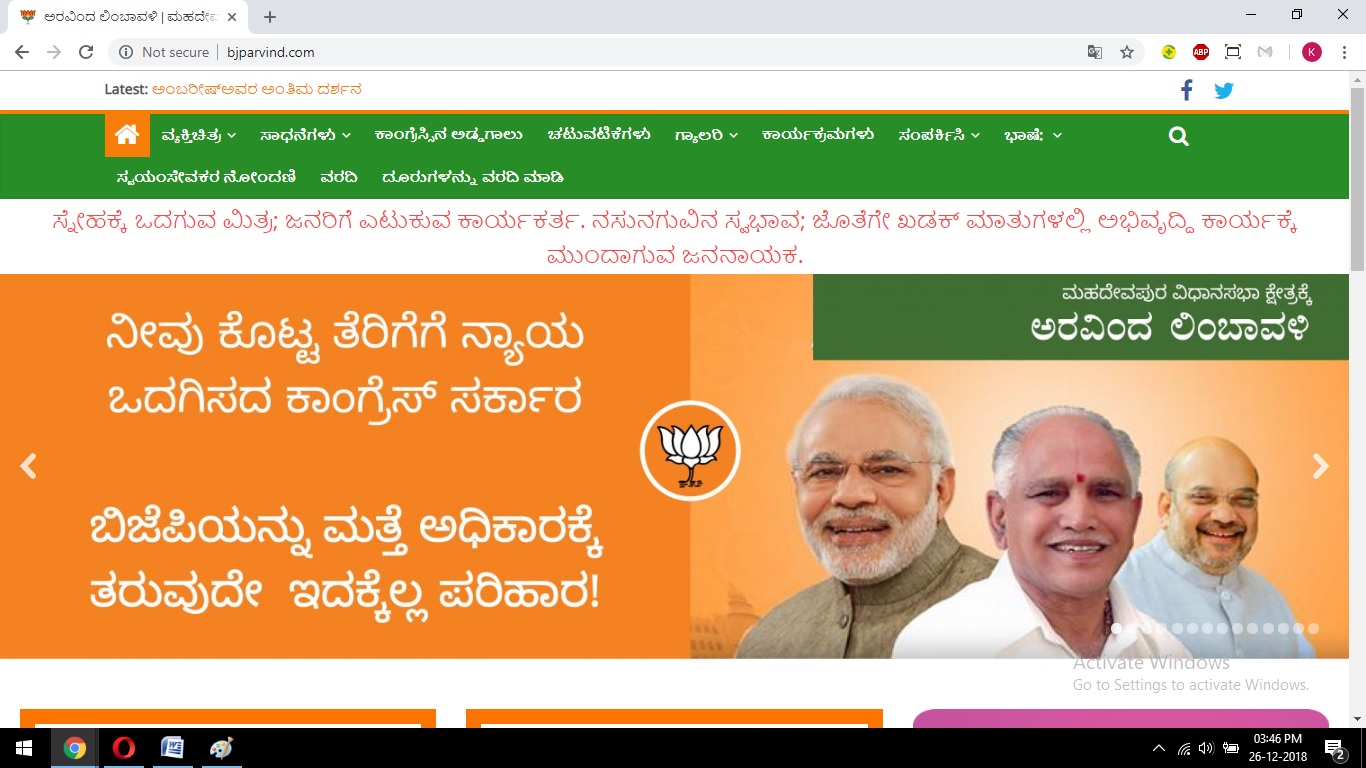 ಅರವಿಂದ ಲಿಂಬಾವಳಿ | ಮಹದೇವ
Not secure | bjparvind.com
ABP
K
Latest: ಅಂಬರೀಷ್‌ಅವರ ಅಂತಿಮ ದರ್ಶನ
ವ್ಯಕ್ತಿಚಿತ್ರ ಸಾಧನೆಗಳು ಕಾಂಗ್ರೆಸ್ಸಿನ ಅಡ್ಡಗಾಲು ಚಟುವಟಿಕೆಗಳು ಗ್ಯಾಲರಿ ಕಾರ್ಯಕ್ರಮಗಳು ಸಂಪರ್ಕಿಸಿ ಭಾಷೆ:
ಸ್ವಯಂಸೇವಕರ ನೋಂದಣಿ ವರದಿ ದೂರುಗಳನ್ನು ವರದಿ ಮಾಡಿ
ಸ್ನೇಹಕ್ಕೆ ಒದಗುವ ಮಿತ್ರ; ಜನರಿಗೆ ಎಟುಕುವ ಕಾರ್ಯಕರ್ತ. ನಸುನಗುವಿನ ಸ್ವಭಾವ; ಜೊತೆಗೇ ಖಡಕ್ ಮಾತುಗಳಲ್ಲಿ ಅಭಿವೃದ್ದಿ ಕಾರ್ಯಕ್ಕೆ
ಮುಂದಾಗುವ ಜನನಾಯಕ.
ಮಹದೇವಪುರ ವಿಧಾನಸಭಾ ಕ್ಷೇತ್ರಕ್ಕೆ
ಅರವಿಂದ ಲಿಂಬಾವಳಿ
ನೀವು ಕೊಟ್ಟ ತೆರಿಗೆಗೆ ನ್ಯಾಯ
ಒದಗಿಸದ ಕಾಂಗ್ರೆಸ್ ಸರ್ಕಾರ
ಬಿಜೆಪಿಯನ್ನು ಮತ್ತೆ ಅಧಿಕಾರಕ್ಕೆ
ತರುವುದೇ ಇದಕ್ಕೆಲ್ಲ ಪರಿಹಾರ!
Activate Windows
Go to Settings to activate Windows.
03:46 PM
26-12-2018
2